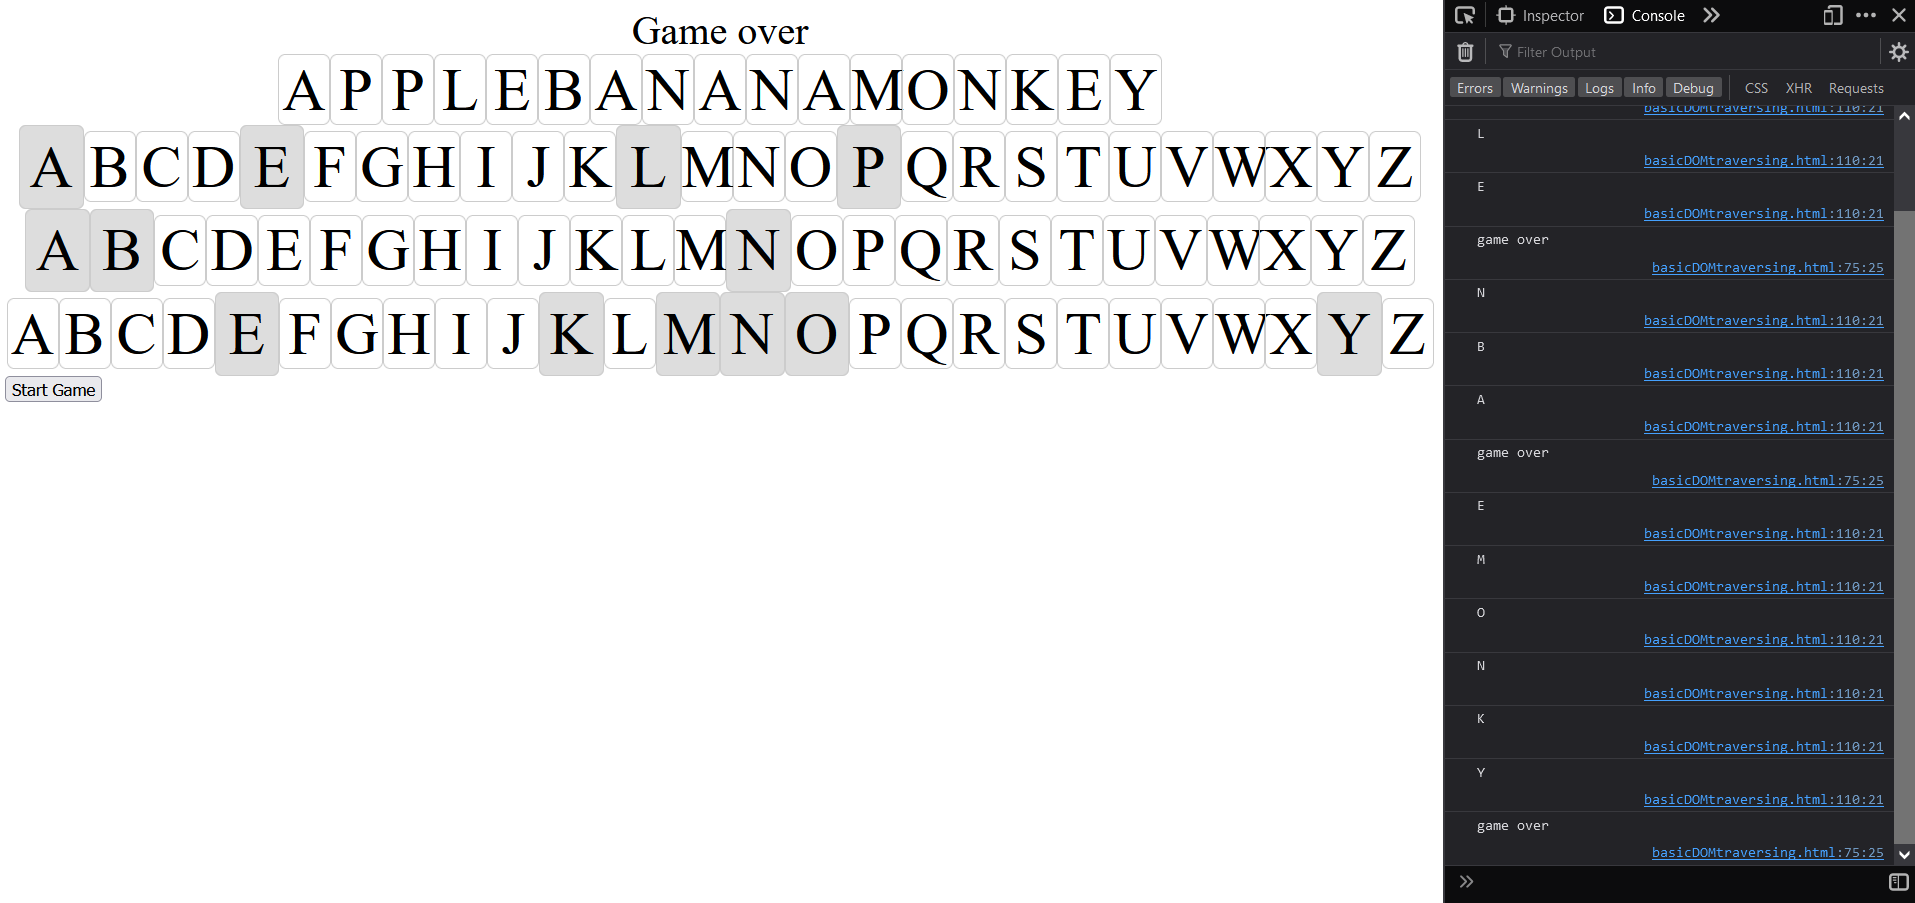 Game over
APPLEBANANAMONKEY
ABCDEFGHIJKLMNOPQRSTUVWXYZ
ABCDEFGHIJKLMNOPQRSTUVWXYZ
ABCDEFGHIJKLMNOPQRSTUVWXYZ
Start Game
Inspector Console
Filter Output
Errors Warnings Logs Info Debug CSS XHR Requests
basicDOMtraversing.html:110:21
L
basicDOMtraversing.html:110:21
E
basicDOMtraversing.html:110:21
game over
basicDOMtraversing.html:75:25
N
basicDOMtraversing.html:110:21
B
basicDOMtraversing.html:110:21
A
basicDOMtraversing.html:110:21
game over
basicDOMtraversing.html:75:25
E
basicDOMtraversing.html:110:21
M
basicDOMtraversing.html:110:21
O
basicDOMtraversing.html:110:21
N
basicDOMtraversing.html:110:21
K
basicDOMtraversing.html:110:21
Y
basicDOMtraversing.html:110:21
game over
basicDOMtraversing.html:75:25